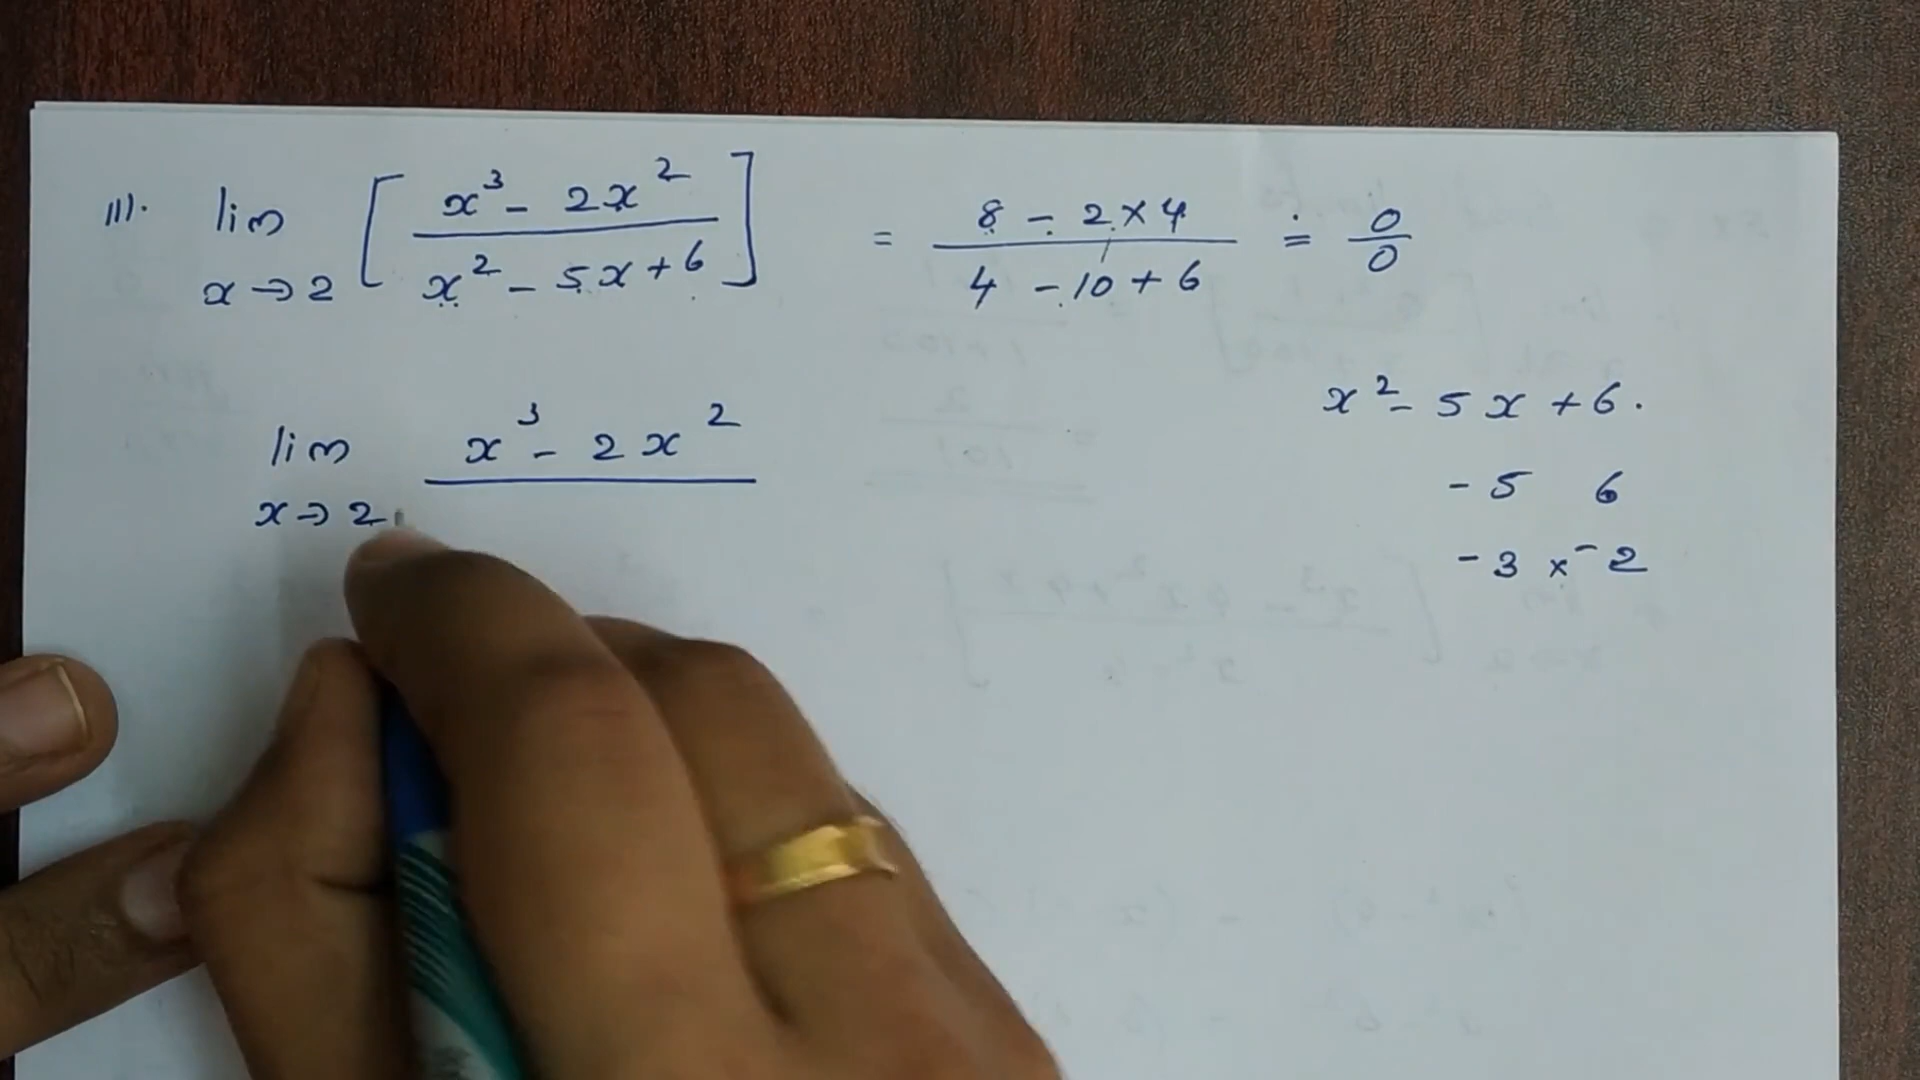 111). lim x→2 [ x³ - 2x² / x² - 5x + 6 ] = 8 - 2×4 / 4 - 10 + 6 = 0/0
x² - 5x + 6.
lim x→2 x³ - 2x²
-5 6
-3 × -2